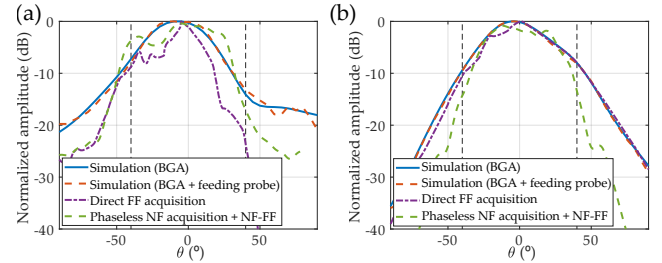 (a)
0
-10
-20
-30
-40
Normalized amplitude (dB)
Simulation (BGA)
Simulation (BGA + feeding probe)
Direct FF acquisition
Phaseless NF acquisition + NF-FF
-50 0 50
θ (º)
(b)
0
-10
-20
-30
-40
Normalized amplitude (dB)
Simulation (BGA)
Simulation (BGA + feeding probe)
Direct FF acquisition
Phaseless NF acquisition + NF-FF
-50 0 50
θ (º)